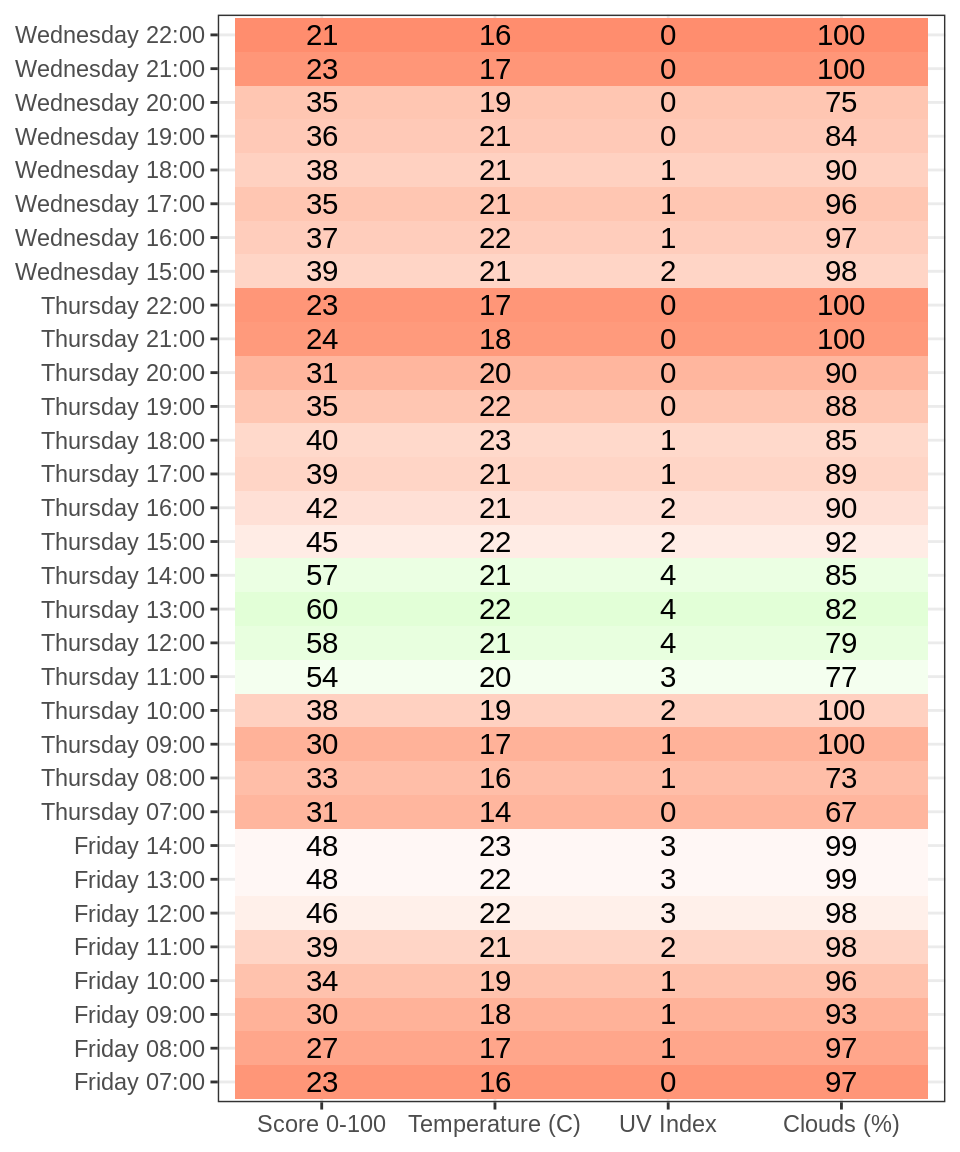 Wednesday 22:00 21 16 0 100
Wednesday 21:00 23 17 0 100
Wednesday 20:00 35 19 0 75
Wednesday 19:00 36 21 0 84
Wednesday 18:00 38 21 1 90
Wednesday 17:00 35 21 1 96
Wednesday 16:00 37 22 1 97
Wednesday 15:00 39 21 2 98
Thursday 22:00 23 17 0 100
Thursday 21:00 24 18 0 100
Thursday 20:00 31 20 0 90
Thursday 19:00 35 22 0 88
Thursday 18:00 40 23 1 85
Thursday 17:00 39 21 1 89
Thursday 16:00 42 21 2 90
Thursday 15:00 45 22 2 92
Thursday 14:00 57 21 4 85
Thursday 13:00 60 22 4 82
Thursday 12:00 58 21 4 79
Thursday 11:00 54 20 3 77
Thursday 10:00 38 19 2 100
Thursday 09:00 30 17 1 100
Thursday 08:00 33 16 1 73
Thursday 07:00 31 14 0 67
Friday 14:00 48 23 3 99
Friday 13:00 48 22 3 99
Friday 12:00 46 22 3 98
Friday 11:00 39 21 2 98
Friday 10:00 34 19 1 96
Friday 09:00 30 18 1 93
Friday 08:00 27 17 1 97
Friday 07:00 23 16 0 97
Score 0-100 Temperature (C) UV Index Clouds (%)